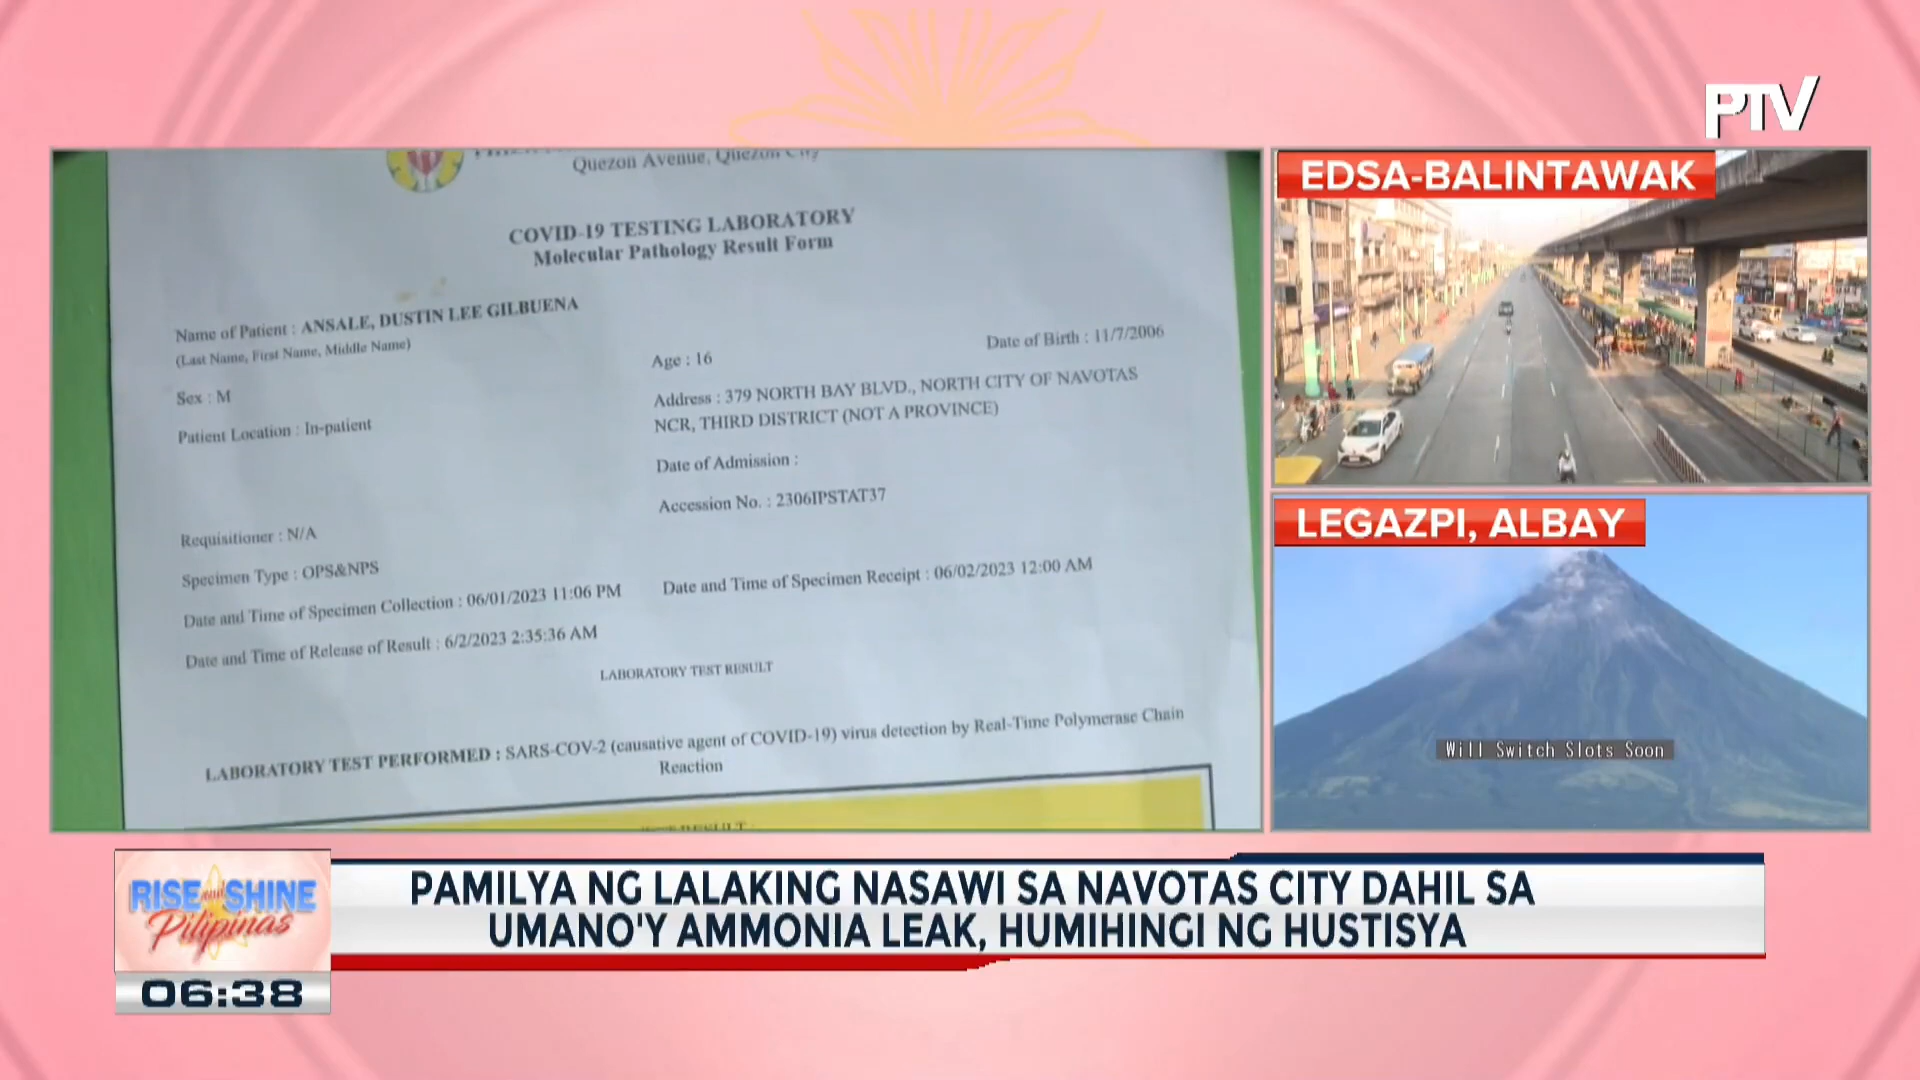 PTV
Quezon Avenue, Quezon City
COVID-19 TESTING LABORATORY
Molecular Pathology Result Form
Name of Patient : ANSALE, DUSTIN LEE GILBUENA
(Last Name, First Name, Middle Name)
Age : 16
Date of Birth : 11/7/2006
Sex : M
Address : 379 NORTH BAY BLVD., NORTH CITY OF NAVOTAS
NCR, THIRD DISTRICT (NOT A PROVINCE)
Patient Location : In-patient
Date of Admission :
Accession No. : 2306IPSTAT37
Requisitioner : N/A
Specimen Type : OPS&NPS
Date and Time of Specimen Collection : 06/01/2023 11:06 PM
Date and Time of Specimen Receipt : 06/02/2023 12:00 AM
Date and Time of Release of Result : 6/2/2023 2:35:36 AM
LABORATORY TEST RESULT
LABORATORY TEST PERFORMED : SARS-COV-2 (causative agent of COVID-19) virus detection by Real-Time Polymerase Chain
Reaction
EDSA-BALINTAWAK
LEGAZPI, ALBAY
Will Switch Slots Soon
RISE and SHINE
Pilipinas
06:38
PAMILYA NG LALAKING NASAWI SA NAVOTAS CITY DAHIL SA
UMANO'Y AMMONIA LEAK, HUMIHINGI NG HUSTISYA